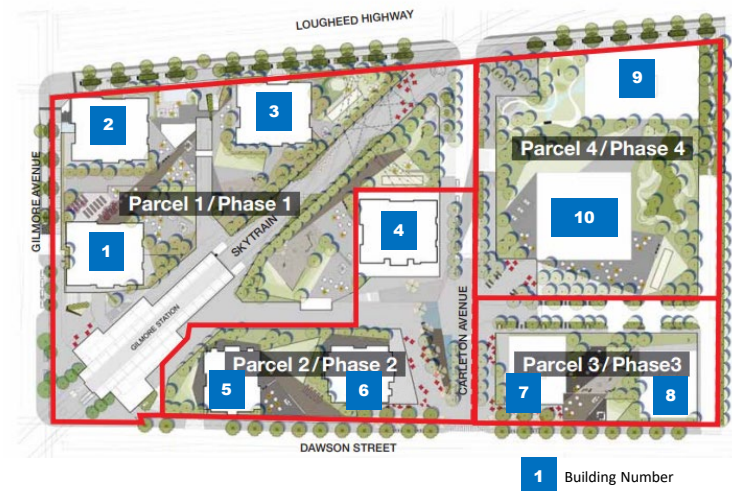 LOUGHEED HIGHWAY
9
2
3
GILMORE AVENUE
Parcel 4/Phase 4
Parcel 1/Phase 1
10
4
1
SKYTRAIN
GILMORE STATION
CARLETON AVENUE
Parcel 2/Phase 2
Parcel 3/Phase3
5
6
7
8
DAWSON STREET
1 Building Number